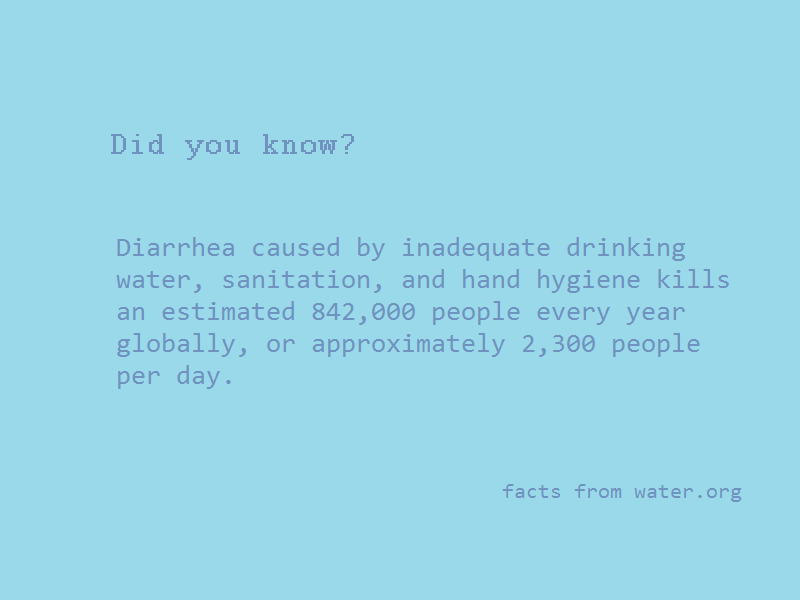 Did you know?
Diarrhea caused by inadequate drinking
water, sanitation, and hand hygiene kills
an estimated 842,000 people every year
globally, or approximately 2,300 people
per day.
facts from water.org